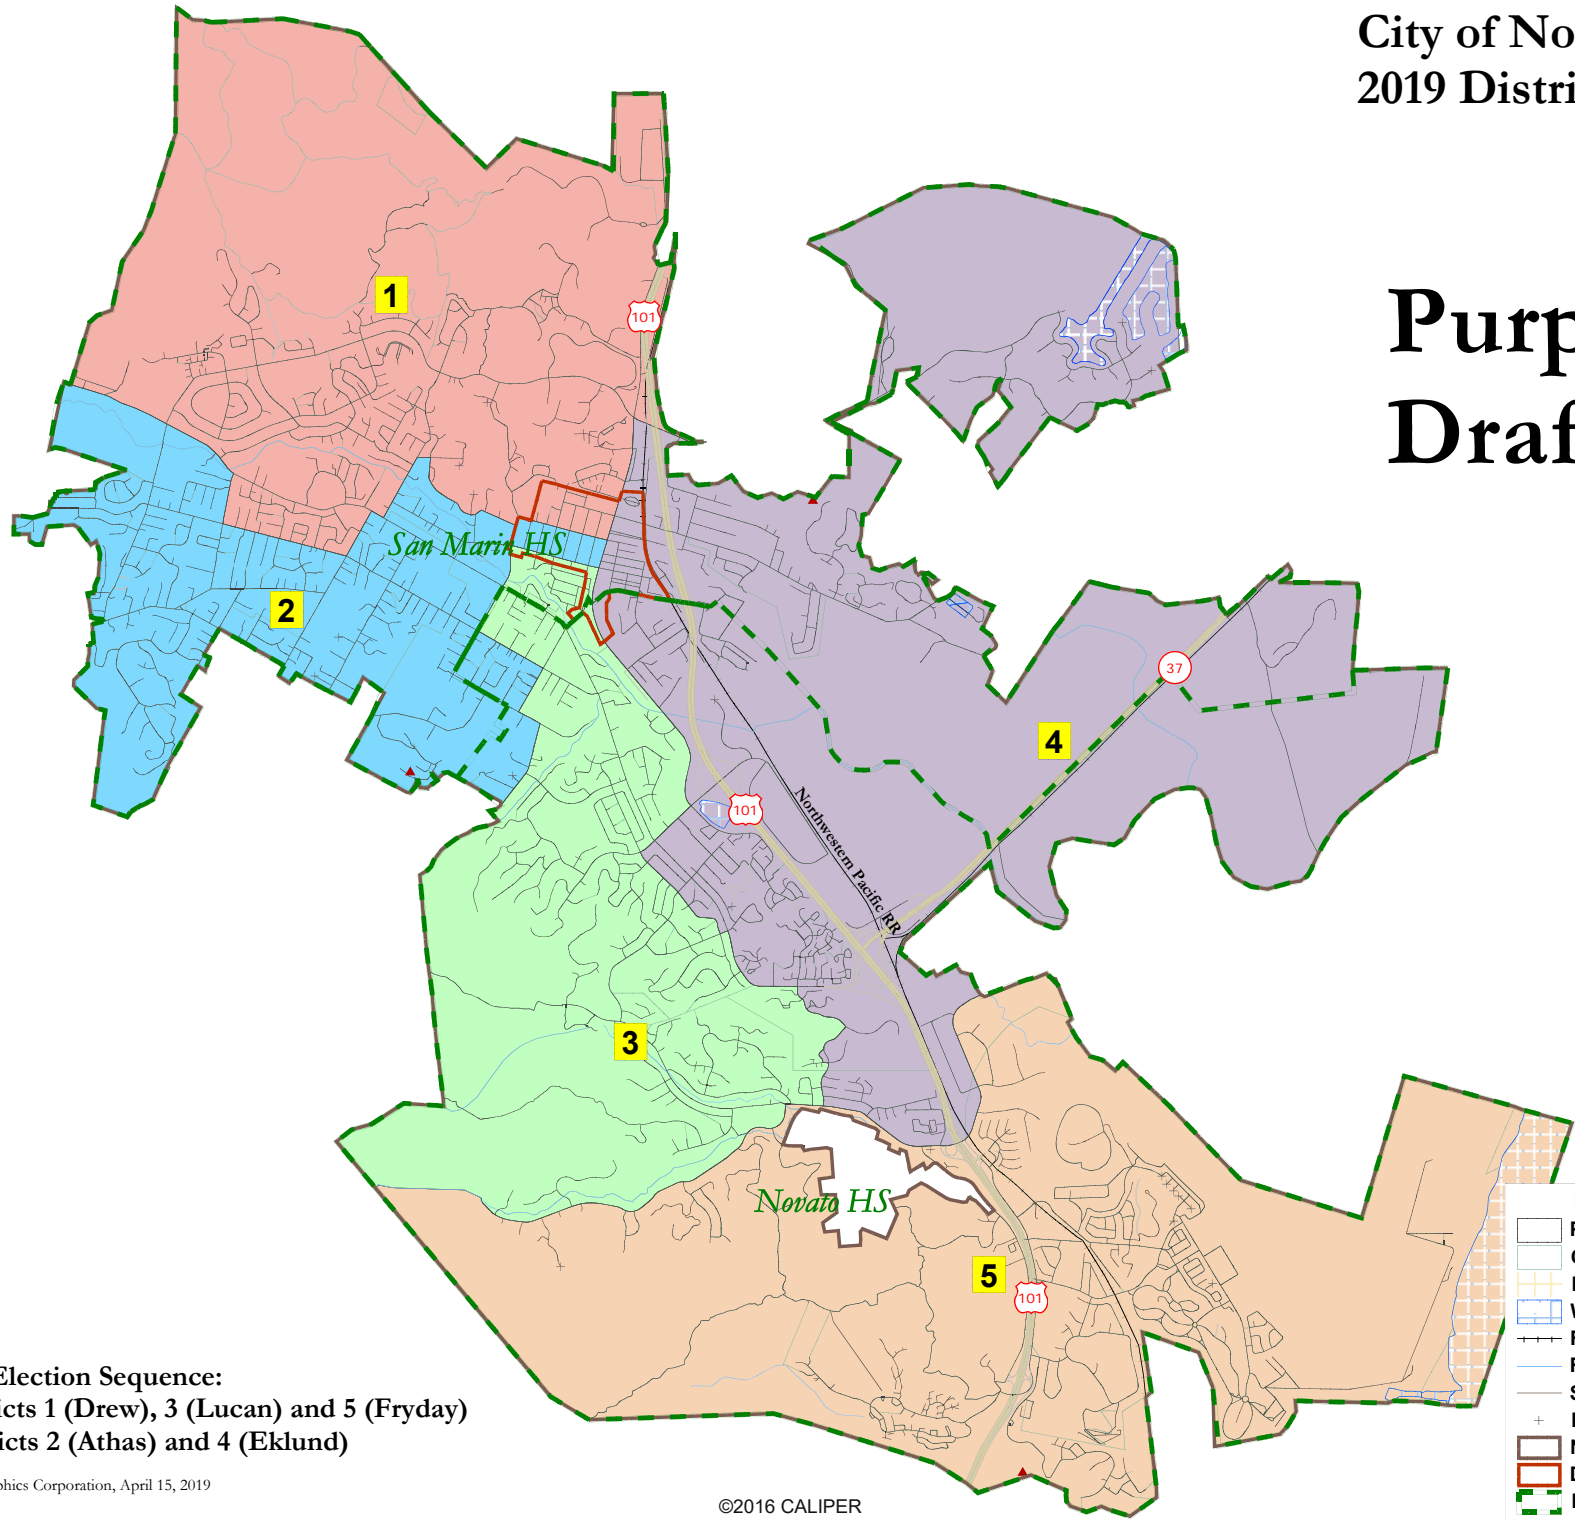 City of No
2019 Distri
Purp
Draf
1
101
San Marin HS
2
37
4
101
Northwestern Pacific RR
3
Novato HS
5
101
Election Sequence:
icts 1 (Drew), 3 (Lucan) and 5 (Fryday)
icts 2 (Athas) and 4 (Eklund)
phics Corporation, April 15, 2019
©2016 CALIPER